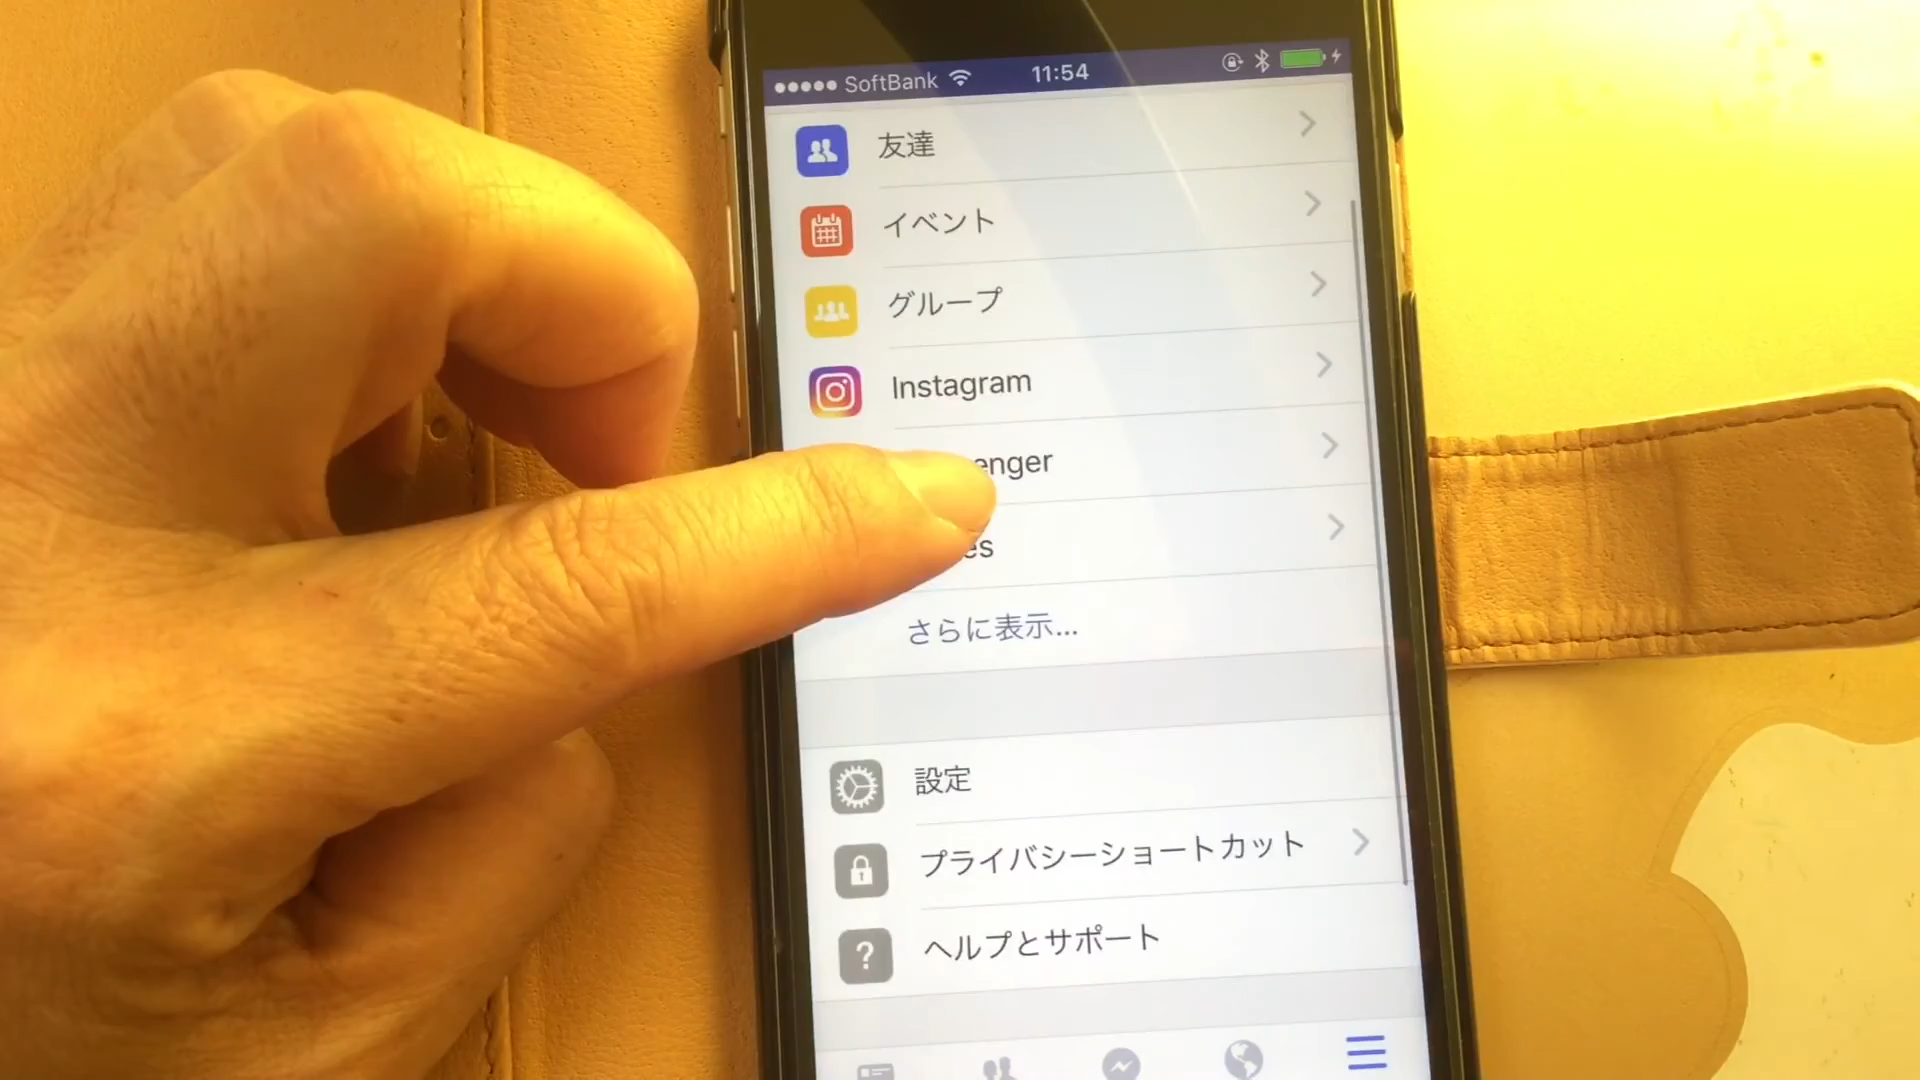 SoftBank 11:54
友達
イベント
グループ
Instagram
enger
es
さらに表示...
設定
プライバシーショートカット
ヘルプとサポート